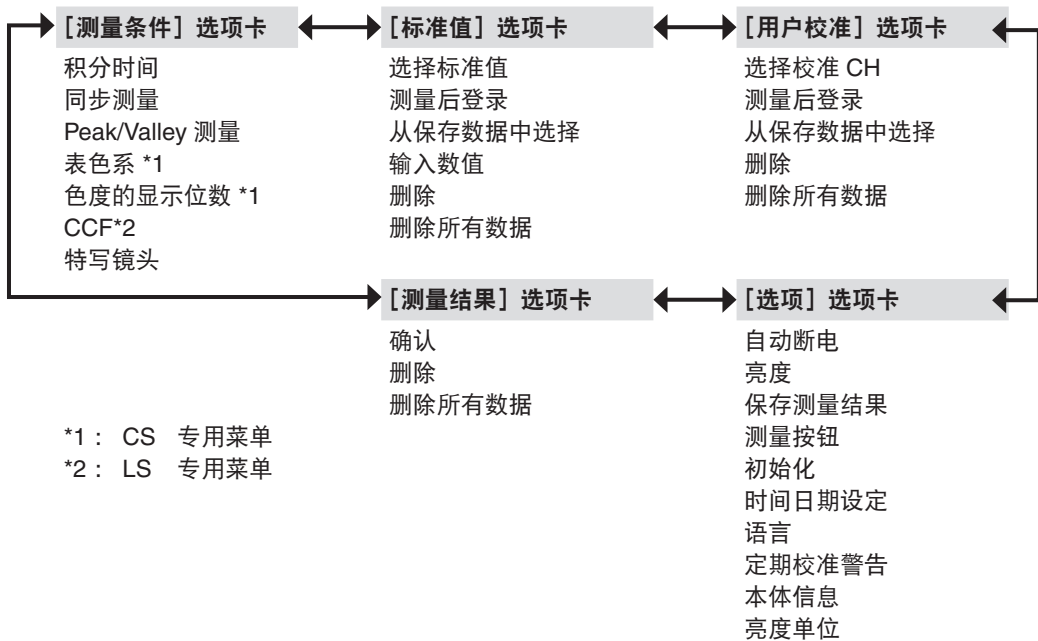 [测量条件] 选项卡
积分时间
同步测量
Peak/Valley 测量
表色系 *1
色度的显示位数 *1
CCF*2
特写镜头
[标准值] 选项卡
选择标准值
测量后登录
从保存数据中选择
输入数值
删除
删除所有数据
[用户校准] 选项卡
选择校准 CH
测量后登录
从保存数据中选择
删除
删除所有数据
[测量结果] 选项卡
确认
删除
删除所有数据
[选项] 选项卡
自动断电
亮度
保存测量结果
测量按钮
初始化
时间日期设定
语言
定期校准警告
本体信息
亮度单位
*1： CS 专用菜单
*2： LS 专用菜单